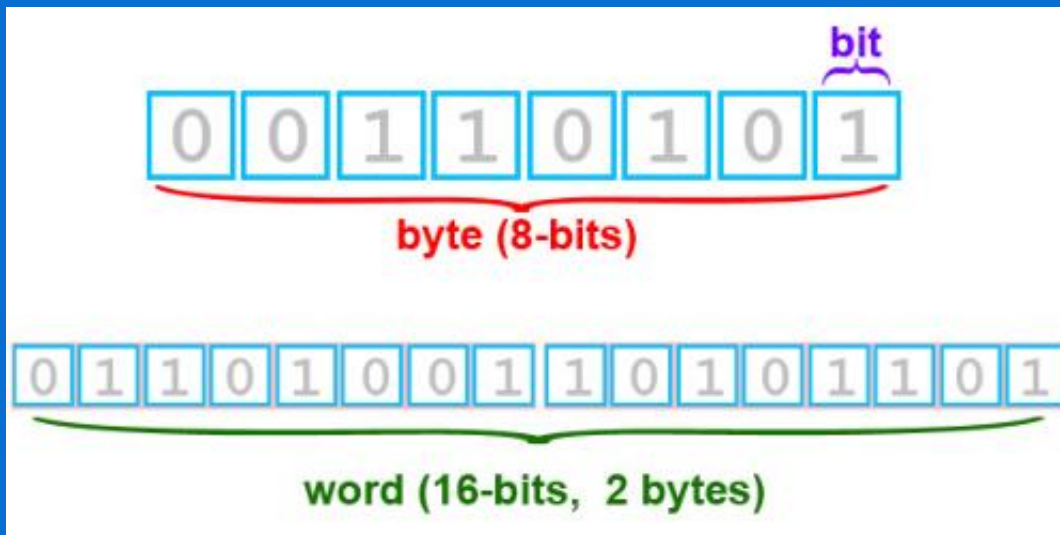 bit
0 0 1 1 0 1 0 1
byte (8-bits)
0 1 1 0 1 0 0 1 1 0 1 0 1 1 0 1
word (16-bits, 2 bytes)